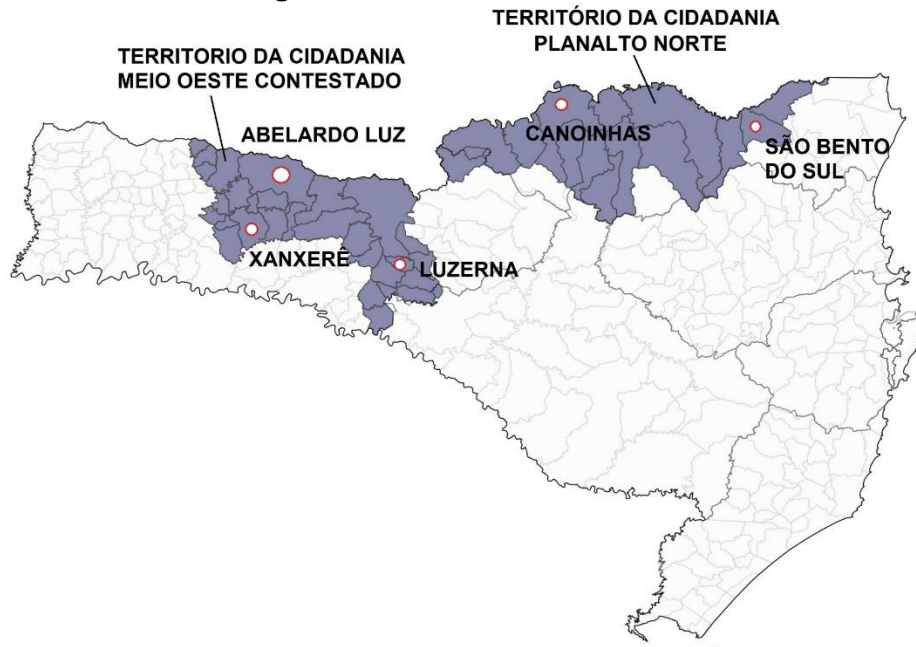 TERRITÓRIO DA CIDADANIA
PLANALTO NORTE
TERRITORIO DA CIDADANIA
MEIO OESTE CONTESTADO
ABELARDO LUZ
CANOINHAS
SÃO BENTO
DO SUL
XANXERÊ
LUZERNA